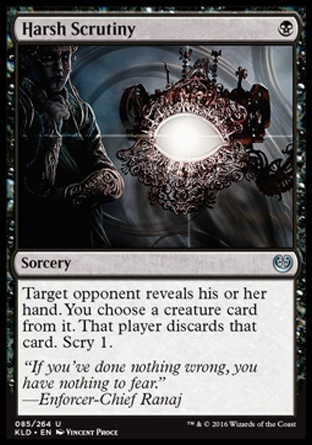 Harsh Scrutiny
Sorcery
Target opponent reveals his or her
hand. You choose a creature card
from it. That player discards that
card. Scry 1.
"If you've done nothing wrong, you
have nothing to fear."
—Enforcer-Chief Ranaj
085/264 U
KLD • EN VINCENT PROCE
™ & © 2016 Wizards of the Coast